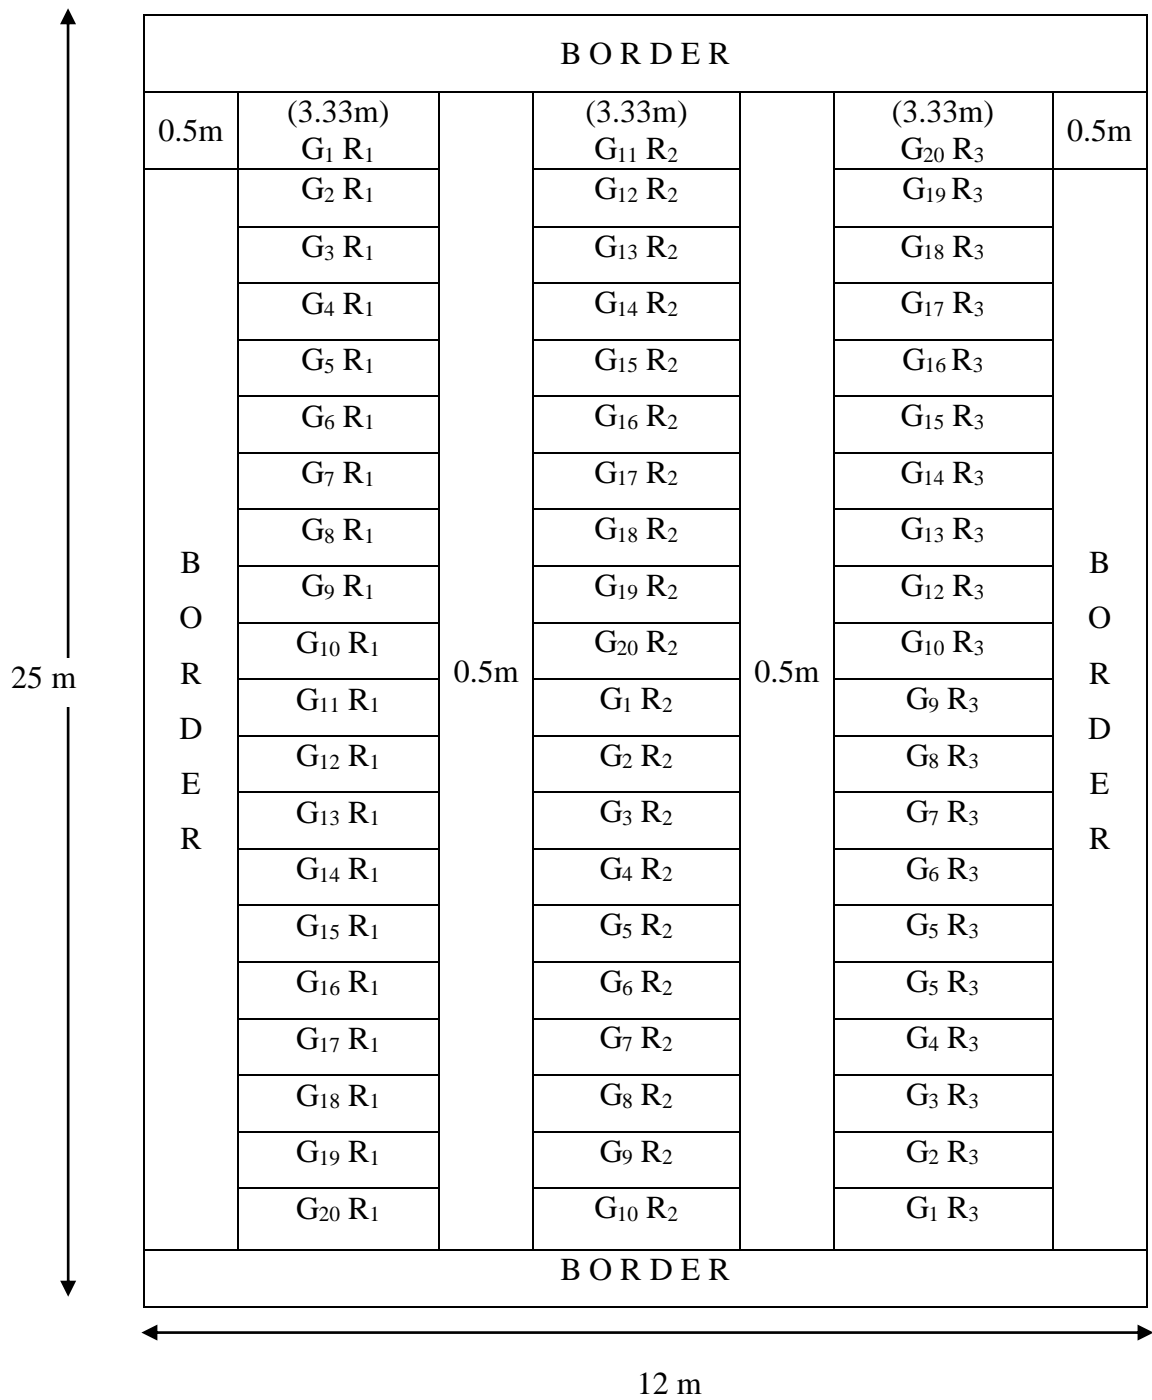 B O R D E R
0.5m (3.33m) (3.33m) (3.33m) 0.5m
G₁ R₁ G₁₁ R₂ G₂₀ R₃
G₂ R₁ G₁₂ R₂ G₁₉ R₃
G₃ R₁ G₁₃ R₂ G₁₈ R₃
G₄ R₁ G₁₄ R₂ G₁₇ R₃
G₅ R₁ G₁₅ R₂ G₁₆ R₃
G₆ R₁ G₁₆ R₂ G₁₅ R₃
G₇ R₁ G₁₇ R₂ G₁₄ R₃
G₈ R₁ G₁₈ R₂ G₁₃ R₃
B G₉ R₁ G₁₉ R₂ G₁₂ R₃ B
O G₁₀ R₁ G₂₀ R₂ G₁₀ R₃ O
25 m R G₁₁ R₁ 0.5m G₁ R₂ 0.5m G₉ R₃ R
D G₁₂ R₁ G₂ R₂ G₈ R₃ D
E G₁₃ R₁ G₃ R₂ G₇ R₃ E
R G₁₄ R₁ G₄ R₂ G₆ R₃ R
G₁₅ R₁ G₅ R₂ G₅ R₃
G₁₆ R₁ G₆ R₂ G₅ R₃
G₁₇ R₁ G₇ R₂ G₄ R₃
G₁₈ R₁ G₈ R₂ G₃ R₃
G₁₉ R₁ G₉ R₂ G₂ R₃
G₂₀ R₁ G₁₀ R₂ G₁ R₃
B O R D E R
12 m